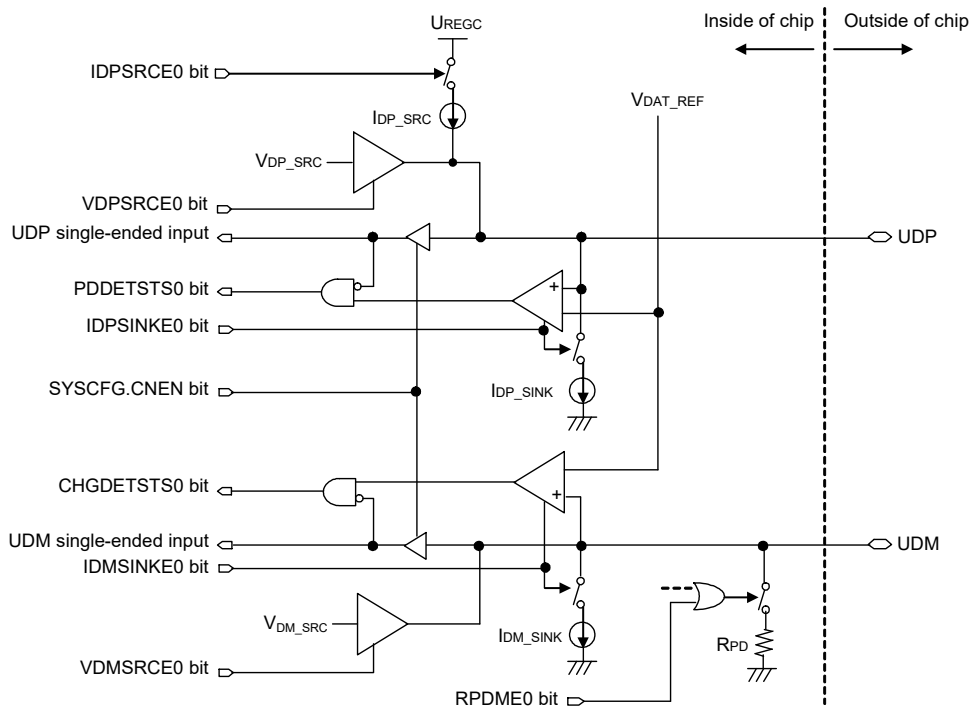 Inside of chip
Outside of chip
UREGC
IDPSRCE0 bit
IDP_SRC
VDAT_REF
VDP_SRC
VDPSRCE0 bit
UDP single-ended input
UDP
PDDETSTS0 bit
+
IDPSINKE0 bit
SYSCFG.CNEN bit
IDP_SINK
CHGDETSTS0 bit
+
UDM single-ended input
UDM
IDMSINKE0 bit
VDM_SRC
IDM_SINK
RPD
VDMSRCE0 bit
RPDME0 bit